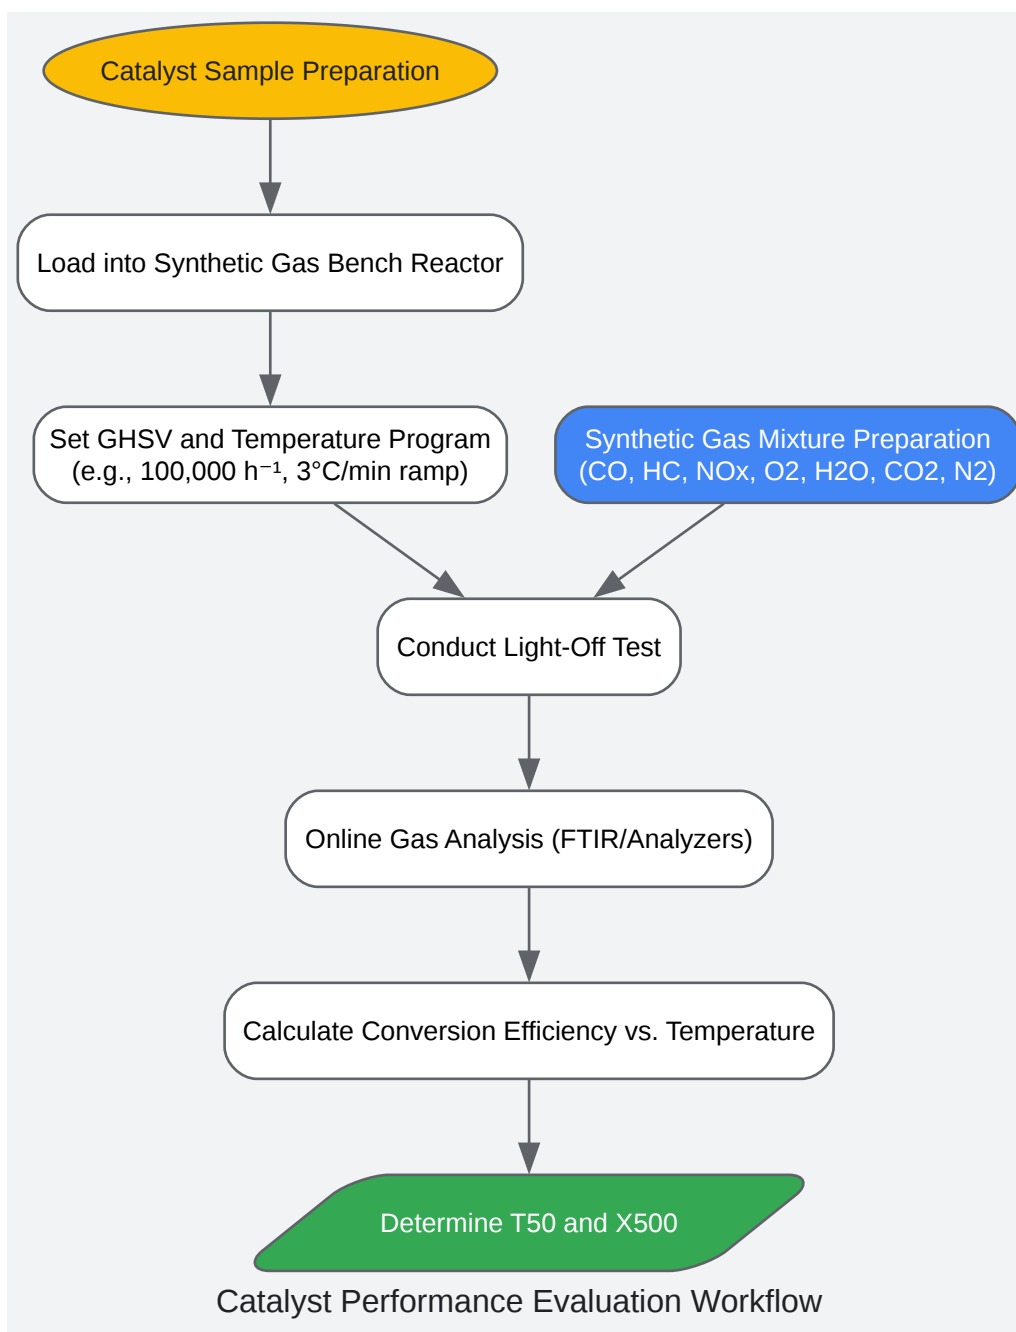 Catalyst Sample Preparation
Load into Synthetic Gas Bench Reactor
Set GHSV and Temperature Program
(e.g., 100,000 h⁻¹, 3°C/min ramp)
Synthetic Gas Mixture Preparation
(CO, HC, NOx, O2, H2O, CO2, N2)
Conduct Light-Off Test
Online Gas Analysis (FTIR/Analyzers)
Calculate Conversion Efficiency vs. Temperature
Determine T50 and X500
Catalyst Performance Evaluation Workflow